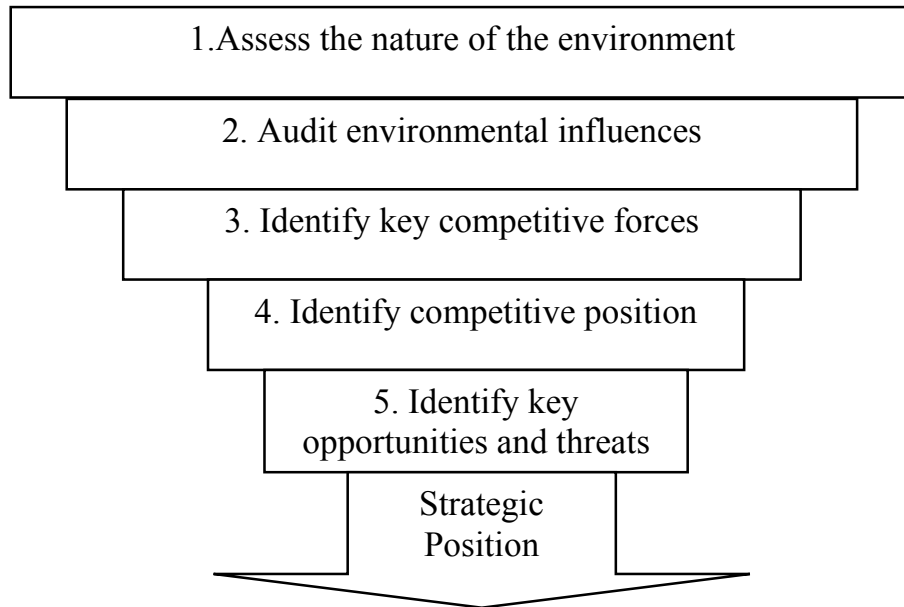 1.Assess the nature of the environment
2. Audit environmental influences
3. Identify key competitive forces
4. Identify competitive position
5. Identify key
opportunities and threats
Strategic
Position